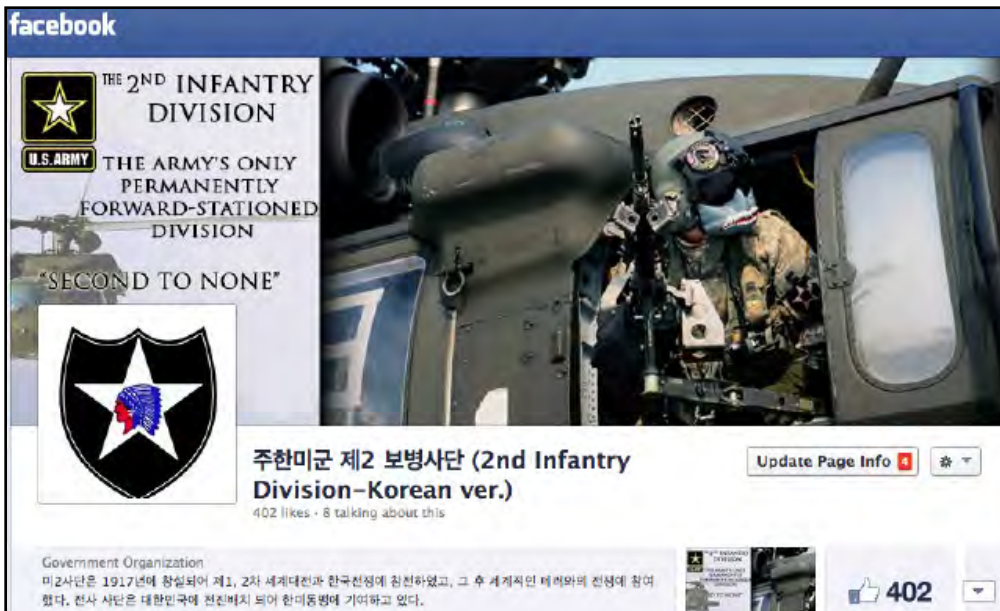 facebook
THE 2ND INFANTRY
DIVISION
U.S.ARMY
THE ARMY'S ONLY
PERMANENTLY
FORWARD-STATIONED
DIVISION
"SECOND TO NONE"
주한미군 제2 보병사단 (2nd Infantry
Division-Korean ver.)
402 likes · 8 talking about this
Update Page Info 4
Government Organization
미2사단은 1917년에 창설되어 제1, 2차 세계대전과 한국전쟁에 참전하였고, 그 후 세계적인 테러와의 전쟁에 참여
했다. 전사 사단은 대한민국에 전진배치 되어 한미동맹에 기여하고 있다.
402